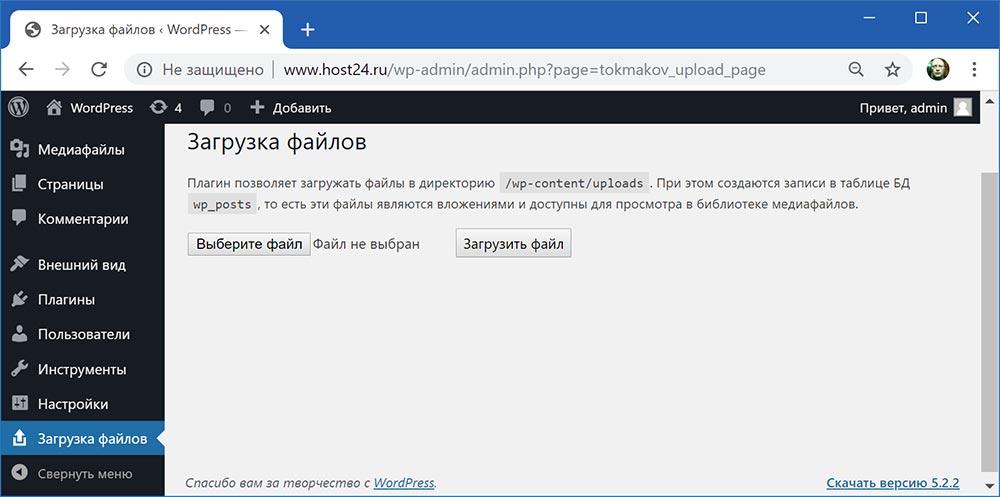 Загрузка файлов ‹ WordPress —
Не защищено | www.host24.ru/wp-admin/admin.php?page=tokmakov_upload_page
WordPress 4 0 Добавить Привет, admin
Медиафайлы
Страницы
Комментарии
Внешний вид
Плагины
Пользователи
Инструменты
Настройки
Загрузка файлов
Свернуть меню
Загрузка файлов
Плагин позволяет загружать файлы в директорию /wp-content/uploads. При этом создаются записи в таблице БД
wp_posts, то есть эти файлы являются вложениями и доступны для просмотра в библиотеке медиафайлов.
Выберите файл Файл не выбран Загрузить файл
Спасибо вам за творчество с WordPress. Скачать версию 5.2.2